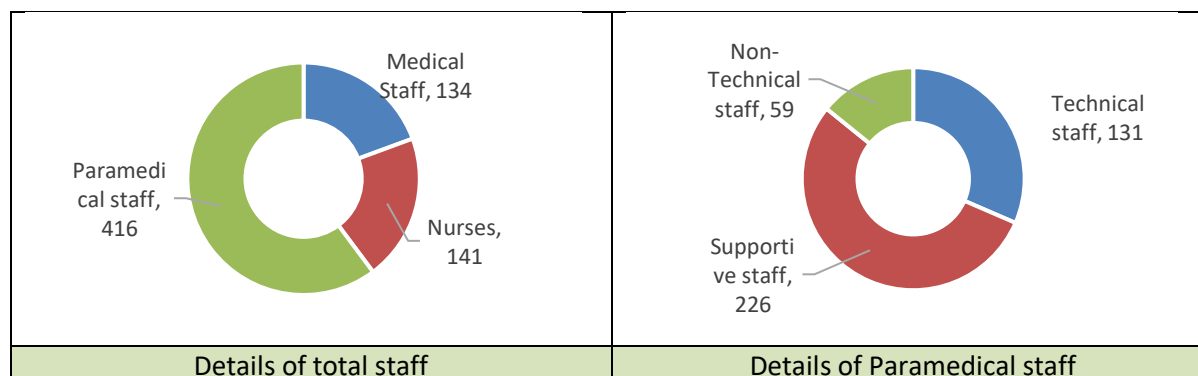 Medical
Staff, 134
Paramedi
cal staff,
416
Nurses,
141
Details of total staff
Non-
Technical
staff, 59
Technical
staff, 131
Supporti
ve staff,
226
Details of Paramedical staff